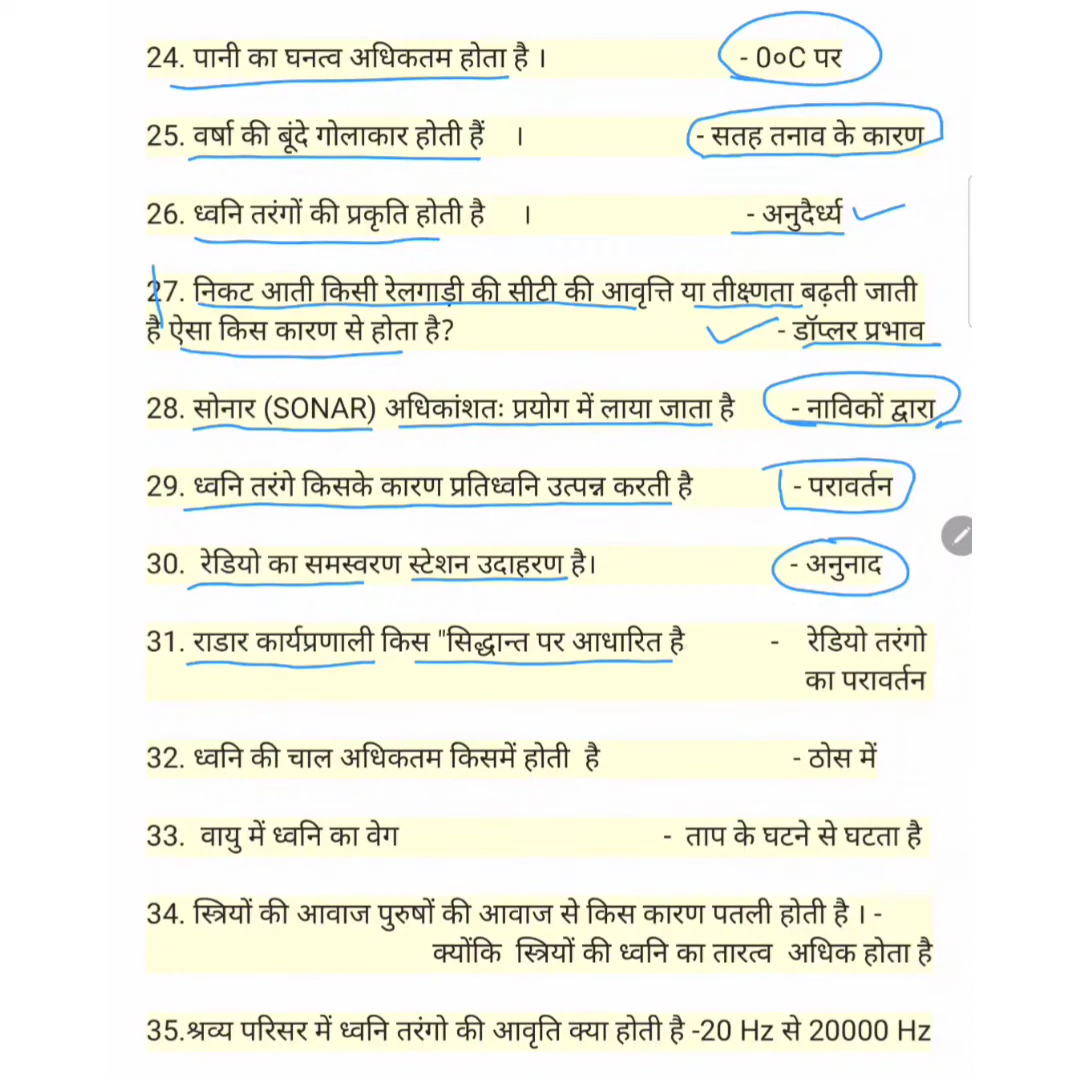 24. पानी का घनत्व अधिकतम होता है । - 0०C पर
25. वर्षा की बूंदे गोलाकार होती हैं । - सतह तनाव के कारण
26. ध्वनि तरंगों की प्रकृति होती है । - अनुदैर्ध्य
27. निकट आती किसी रेलगाड़ी की सीटी की आवृत्ति या तीक्ष्णता बढ़ती जाती
है ऐसा किस कारण से होता है? - डॉप्लर प्रभाव
28. सोनार (SONAR) अधिकांशतः प्रयोग में लाया जाता है - नाविकों द्वारा
29. ध्वनि तरंगे किसके कारण प्रतिध्वनि उत्पन्न करती है - परावर्तन
30. रेडियो का समस्वरण स्टेशन उदाहरण है। - अनुनाद
31. राडार कार्यप्रणाली किस "सिद्धान्त पर आधारित है - रेडियो तरंगो
का परावर्तन
32. ध्वनि की चाल अधिकतम किसमें होती है - ठोस में
33. वायु में ध्वनि का वेग - ताप के घटने से घटता है
34. स्त्रियों की आवाज पुरुषों की आवाज से किस कारण पतली होती है । -
क्योंकि स्त्रियों की ध्वनि का तारत्व अधिक होता है
35.श्रव्य परिसर में ध्वनि तरंगो की आवृति क्या होती है -20 Hz से 20000 Hz